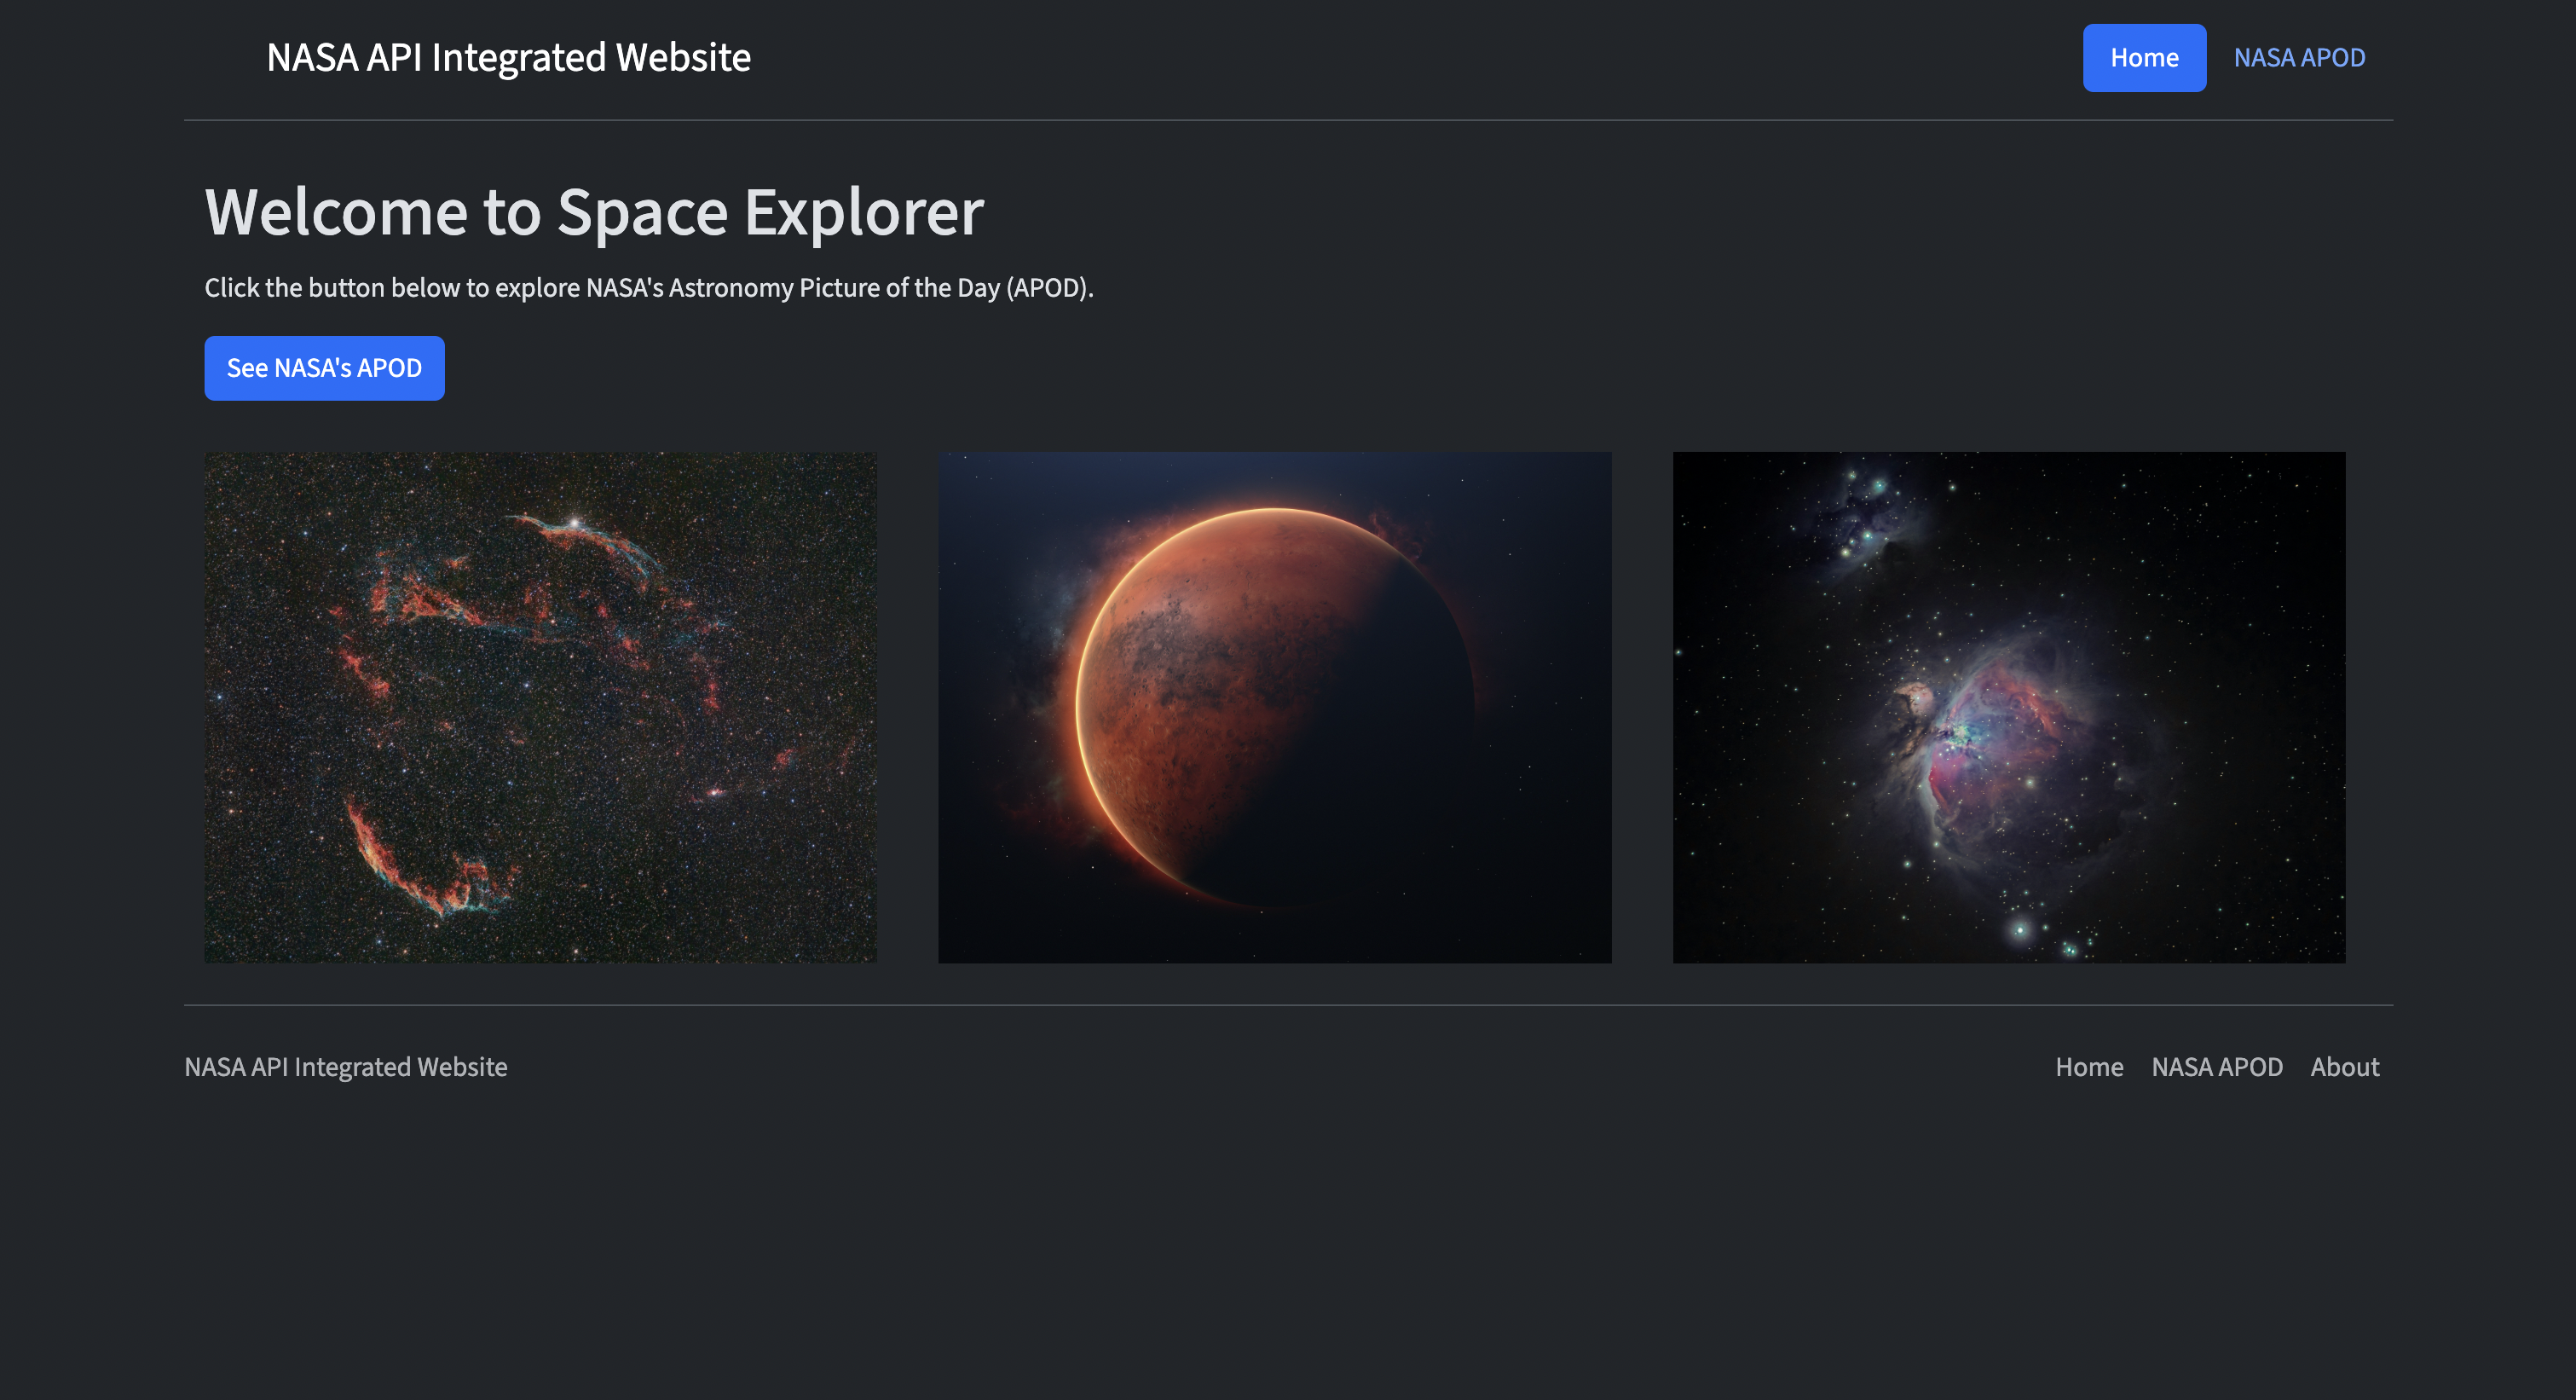 NASA API Integrated Website
Home NASA APOD
Welcome to Space Explorer
Click the button below to explore NASA's Astronomy Picture of the Day (APOD).
See NASA's APOD
NASA API Integrated Website
Home NASA APOD About